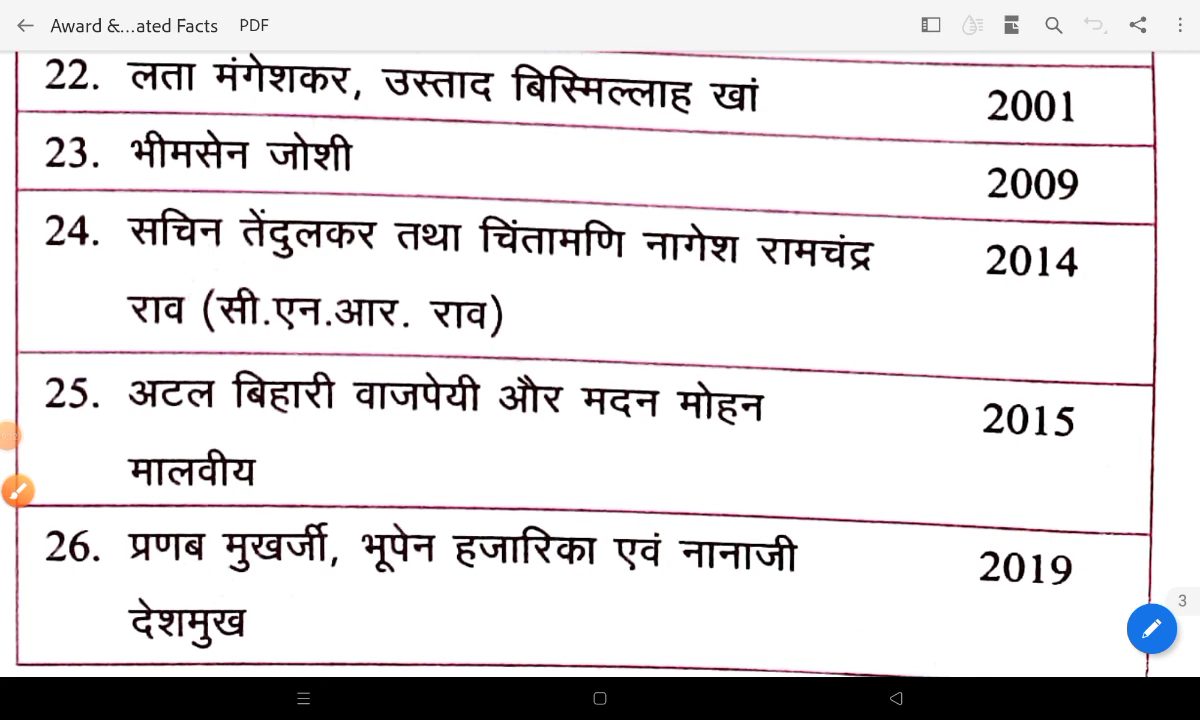 Award &...ated Facts PDF
22. लता मंगेशकर, उस्ताद बिस्मिल्लाह खां 2001
23. भीमसेन जोशी 2009
24. सचिन तेंदुलकर तथा चिंतामणि नागेश रामचंद्र 2014
राव (सी.एन.आर. राव)
25. अटल बिहारी वाजपेयी और मदन मोहन 2015
मालवीय
26. प्रणब मुखर्जी, भूपेन हजारिका एवं नानाजी 2019
देशमुख
3